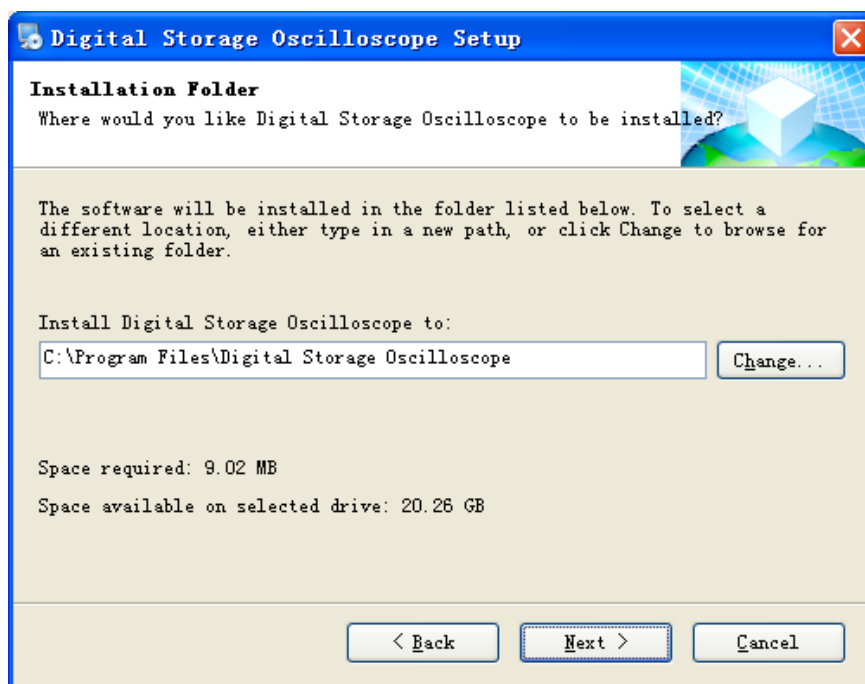 Digital Storage Oscilloscope Setup
Installation Folder
Where would you like Digital Storage Oscilloscope to be installed?
The software will be installed in the folder listed below. To select a
different location, either type in a new path, or click Change to browse for
an existing folder.
Install Digital Storage Oscilloscope to:
C:\Program Files\Digital Storage Oscilloscope
Change...
Space required: 9.02 MB
Space available on selected drive: 20.26 GB
< Back
Next >
Cancel